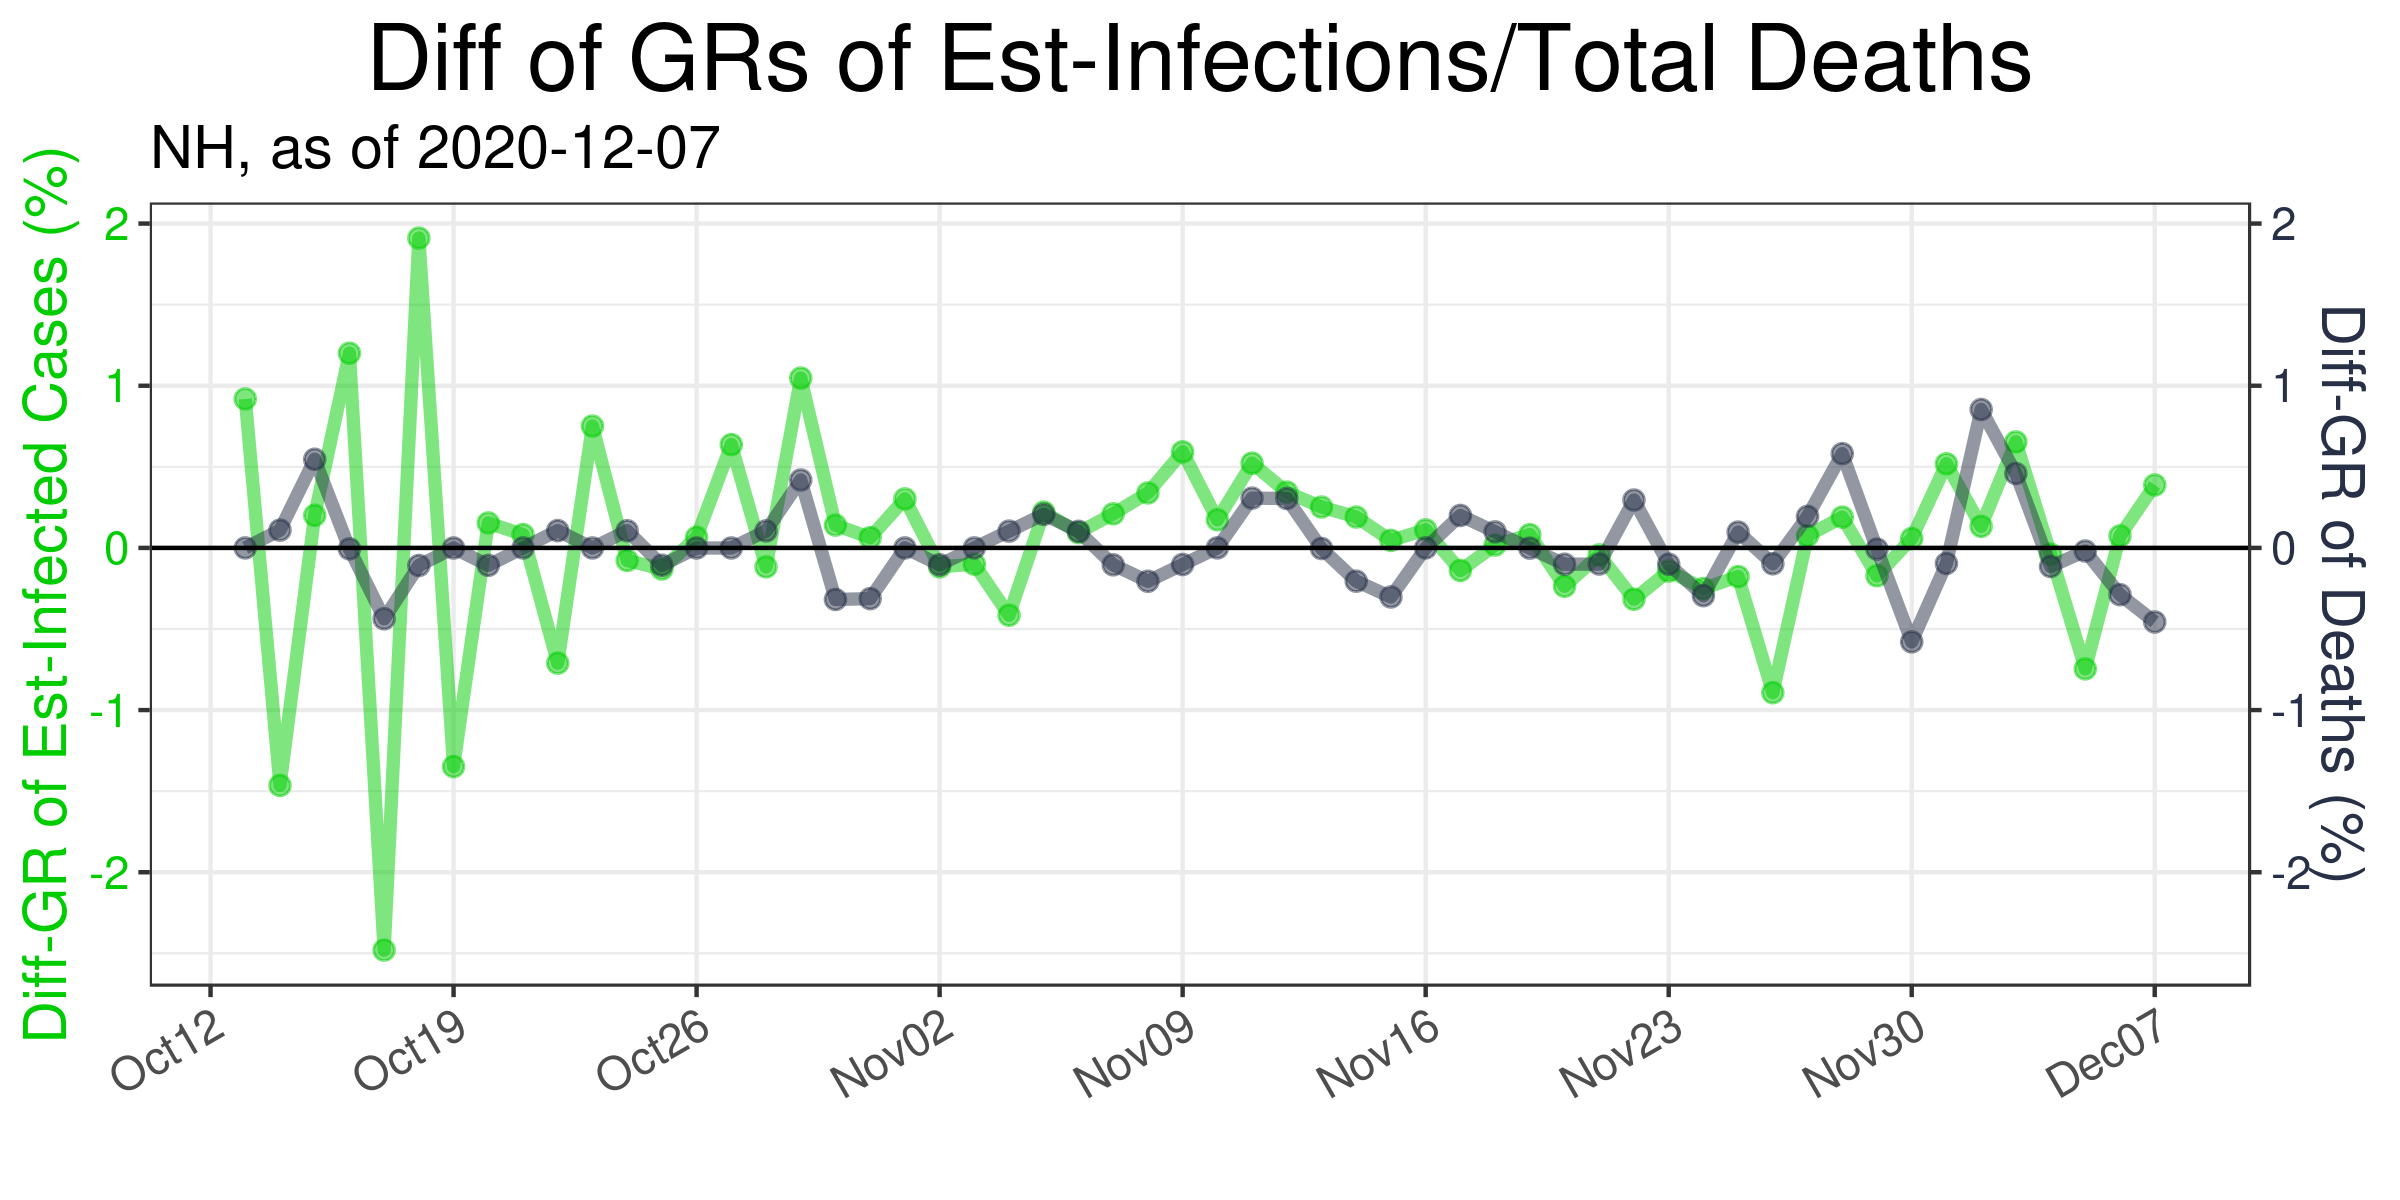 Diff of GRs of Est-Infections/Total Deaths
NH, as of 2020-12-07
Diff-GR of Est-Infected Cases (%)
2
1
0
-1
-2
2
1
0
-1
-2
Diff-GR of Deaths (%)
Oct12
Oct19
Oct26
Nov02
Nov09
Nov16
Nov23
Nov30
Dec07